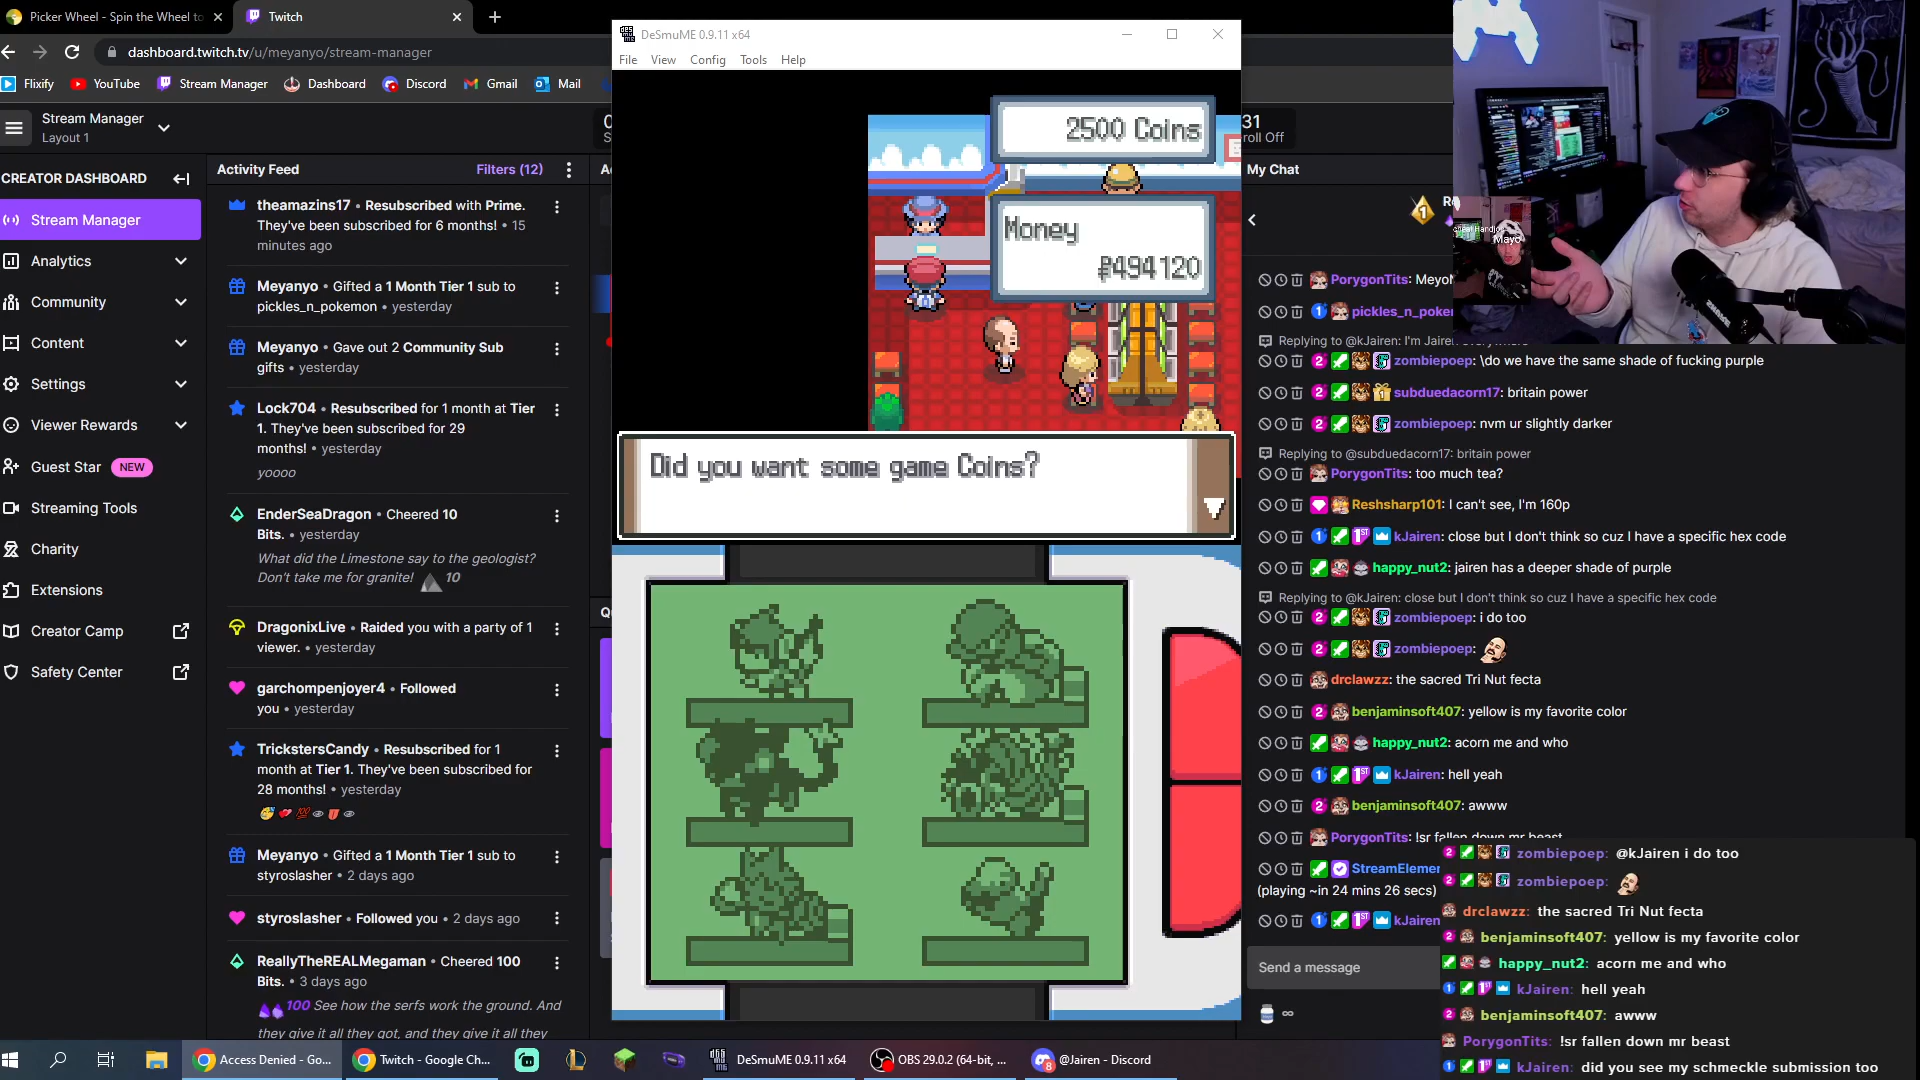 Picker Wheel - Spin the Wheel to
Twitch
dashboard.twitch.tv/u/meyanyo/stream-manager
Flixify
YouTube
Stream Manager
Dashboard
Discord
Gmail
Mail
Stream Manager
Layout 1
CREATOR DASHBOARD
Stream Manager
Analytics
Community
Content
Settings
Viewer Rewards
Guest Star NEW
Streaming Tools
Charity
Extensions
Creator Camp
Safety Center
Activity Feed
Filters (12)
theamazins17 • Resubscribed with Prime.
They've been subscribed for 6 months! • 15
minutes ago
Meyanyo • Gifted a 1 Month Tier 1 sub to
pickles_n_pokemon • yesterday
Meyanyo • Gave out 2 Community Sub
gifts • yesterday
Lock704 • Resubscribed for 1 month at Tier
1. They've been subscribed for 29
months! • yesterday
yoooo
EnderSeaDragon • Cheered 10
Bits. • yesterday
What did the Limestone say to the geologist?
Don't take me for granite! 10
DragonixLive • Raided you with a party of 1
viewer. • yesterday
garchompenjoyer4 • Followed
you • yesterday
TrickstersCandy • Resubscribed for 1
month at Tier 1. They've been subscribed for
28 months! • yesterday
Meyanyo • Gifted a 1 Month Tier 1 sub to
styroslasher • 2 days ago
styroslasher • Followed you • 2 days ago
ReallyTheREALMegaman • Cheered 100
Bits. • 3 days ago
100 See how the serfs work the ground. And
they give it all they got, and they give it all they
DeSmuME 0.9.11 x64
File View Config Tools Help
2500 Coins
Money
₽494120
Did you want some game Coins?
31
roll Off
My Chat
Mayo
PorygonTits: MeyoN
pickles_n_poker
Replying to @kJairen: I'm Jairen
zombiepoep: \do we have the same shade of fucking purple
subduedacorn17: britain power
zombiepoep: nvm ur slightly darker
Replying to @subduedacorn17: britain power
PorygonTits: too much tea?
Reshsharp101: I can't see, I'm 160p
kJairen: close but I don't think so cuz I have a specific hex code
happy_nut2: jairen has a deeper shade of purple
Replying to @kJairen: close but I don't think so cuz I have a specific hex code
zombiepoep: i do too
zombiepoep:
drclawzz: the sacred Tri Nut fecta
benjaminsoft407: yellow is my favorite color
happy_nut2: acorn me and who
kJairen: hell yeah
benjaminsoft407: awww
PorygonTits: !sr fallen down mr beast
StreamElemen
(playing ~in 24 mins 26 secs)
kJairen
Send a message
zombiepoep: @kJairen i do too
zombiepoep:
drclawzz: the sacred Tri Nut fecta
benjaminsoft407: yellow is my favorite color
happy_nut2: acorn me and who
kJairen: hell yeah
benjaminsoft407: awww
PorygonTits: !sr fallen down mr beast
kJairen: did you see my schmeckle submission too
Access Denied - Go...
Twitch - Google Ch...
DeSmuME 0.9.11 x64
OBS 29.0.2 (64-bit, ...
@Jairen - Discord